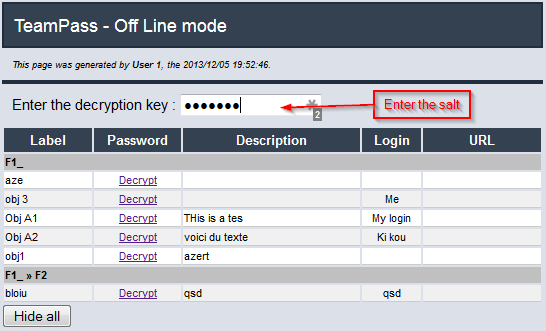 TeamPass - Off Line mode
This page was generated by User 1, the 2013/12/05 19:52:46.
Enter the decryption key : ●●●●●●● 2 Enter the salt
Label Password Description Login URL
F1_
aze Decrypt
obj 3 Decrypt Me
Obj A1 Decrypt THis is a tes My login
Obj A2 Decrypt voici du texte Ki kou
obj1 Decrypt azert
F1_ » F2
bloiu Decrypt qsd qsd
Hide all